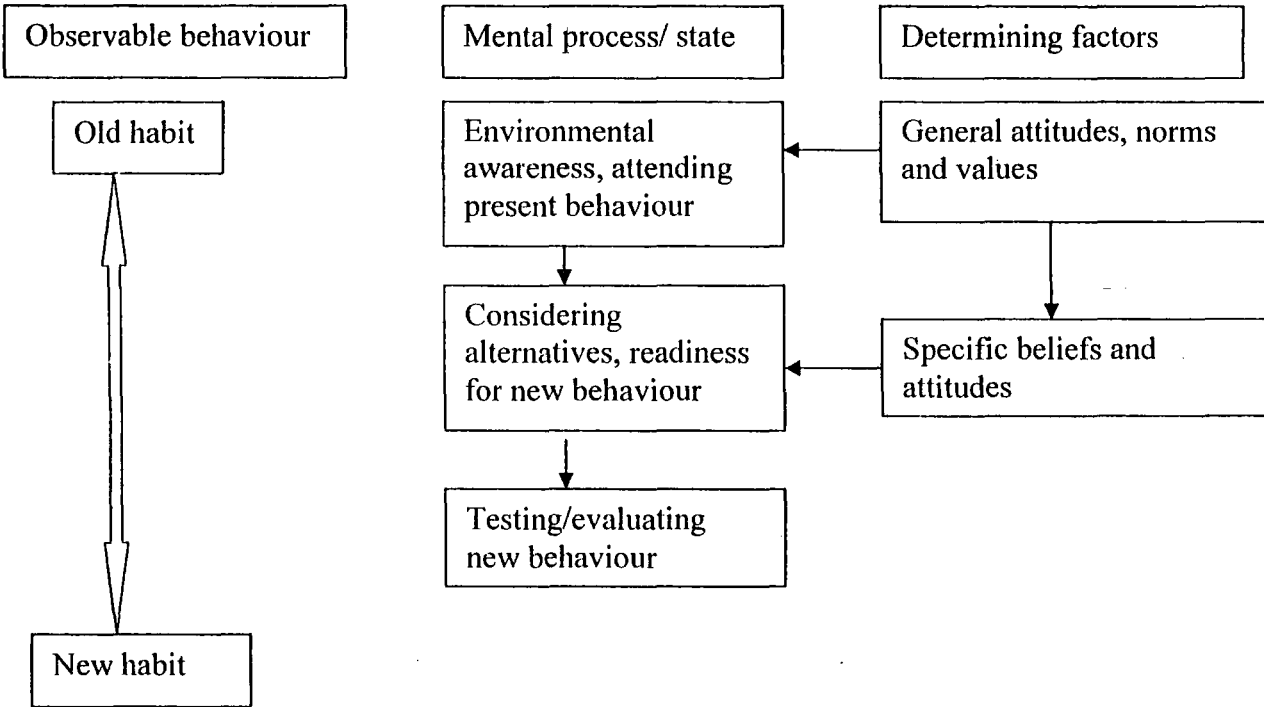 Observable behaviour
Mental process/ state
Determining factors
Old habit
Environmental
awareness, attending
present behaviour
General attitudes, norms
and values
Considering
alternatives, readiness
for new behaviour
Specific beliefs and
attitudes
Testing/evaluating
new behaviour
New habit